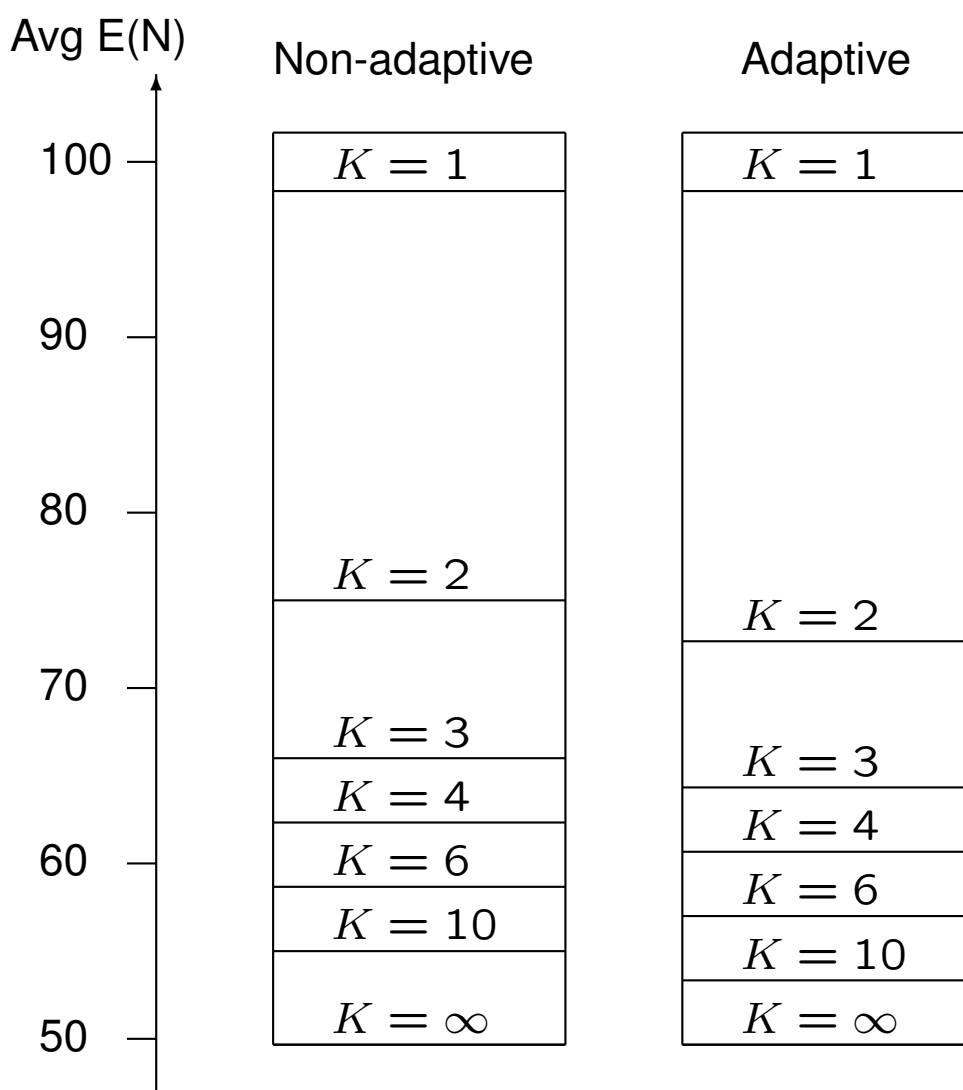 Avg E(N)
Non-adaptive
Adaptive
100
90
80
70
60
50
K = 1
K = 2
K = 3
K = 4
K = 6
K = 10
K = ∞
K = 1
K = 2
K = 3
K = 4
K = 6
K = 10
K = ∞